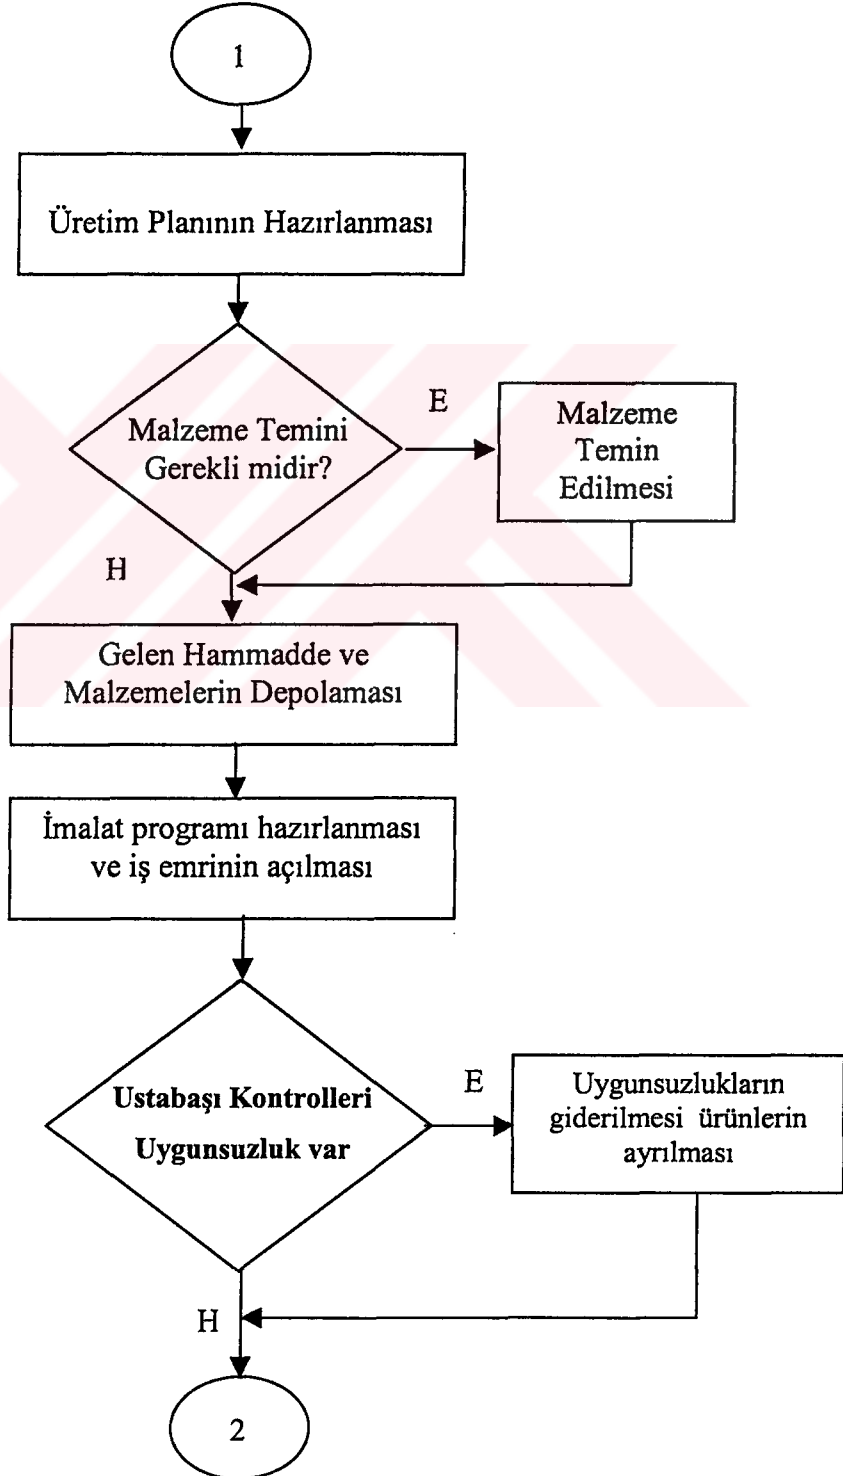 1
Üretim Planının Hazırlanması
Malzeme Temini
Gerekli midir?
E
Malzeme
Temin
Edilmesi
H
Gelen Hammadde ve
Malzemelerin Depolaması
İmalat programı hazırlanması
ve iş emrinin açılması
Ustabaşı Kontrolleri
Uygunsuzluk var
E
Uygunsuzlukların
giderilmesi ürünlerin
ayrılması
H
2